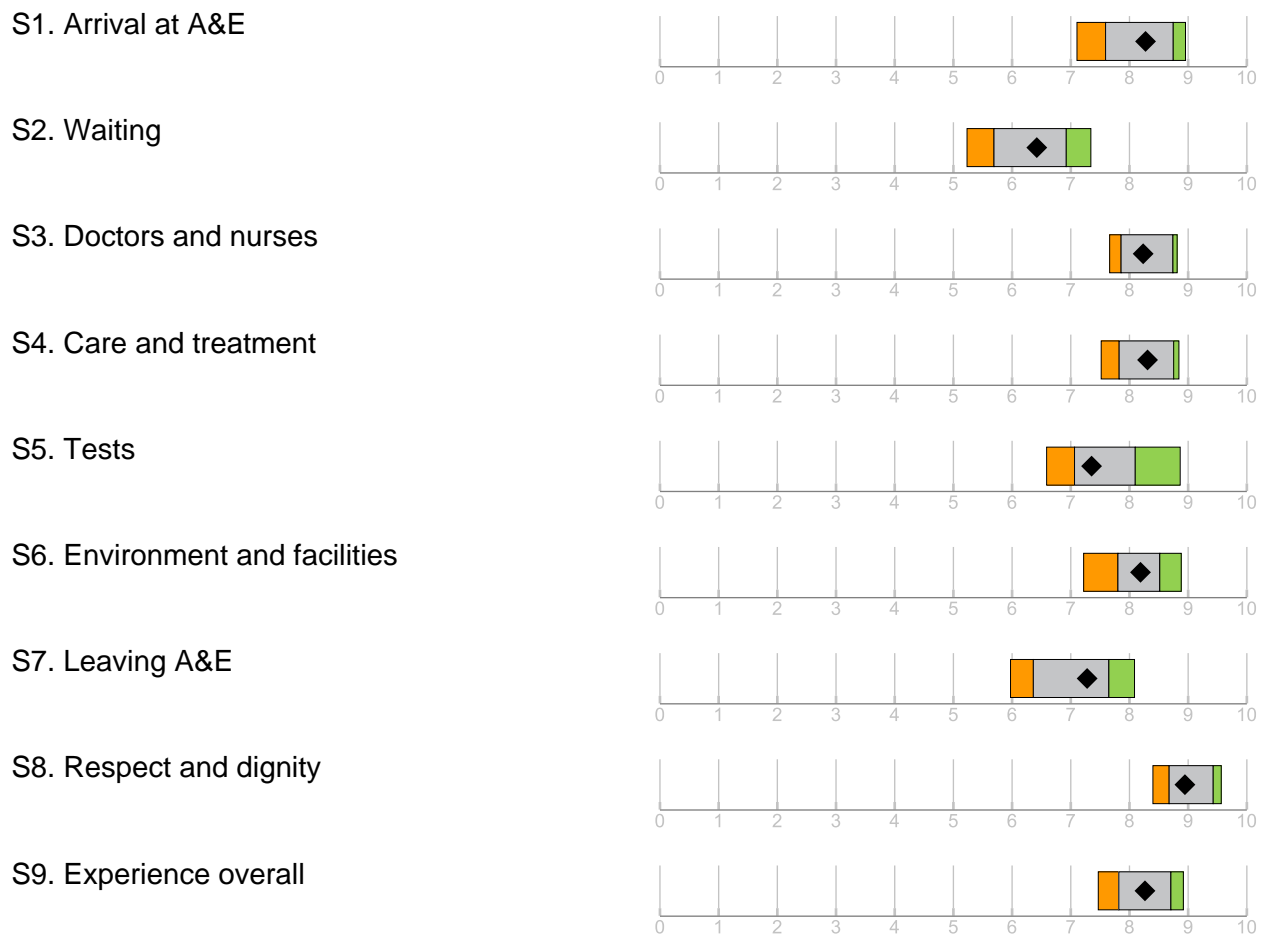 S1. Arrival at A&E
0 1 2 3 4 5 6 7 8 9 10
S2. Waiting
0 1 2 3 4 5 6 7 8 9 10
S3. Doctors and nurses
0 1 2 3 4 5 6 7 8 9 10
S4. Care and treatment
0 1 2 3 4 5 6 7 8 9 10
S5. Tests
0 1 2 3 4 5 6 7 8 9 10
S6. Environment and facilities
0 1 2 3 4 5 6 7 8 9 10
S7. Leaving A&E
0 1 2 3 4 5 6 7 8 9 10
S8. Respect and dignity
0 1 2 3 4 5 6 7 8 9 10
S9. Experience overall
0 1 2 3 4 5 6 7 8 9 10